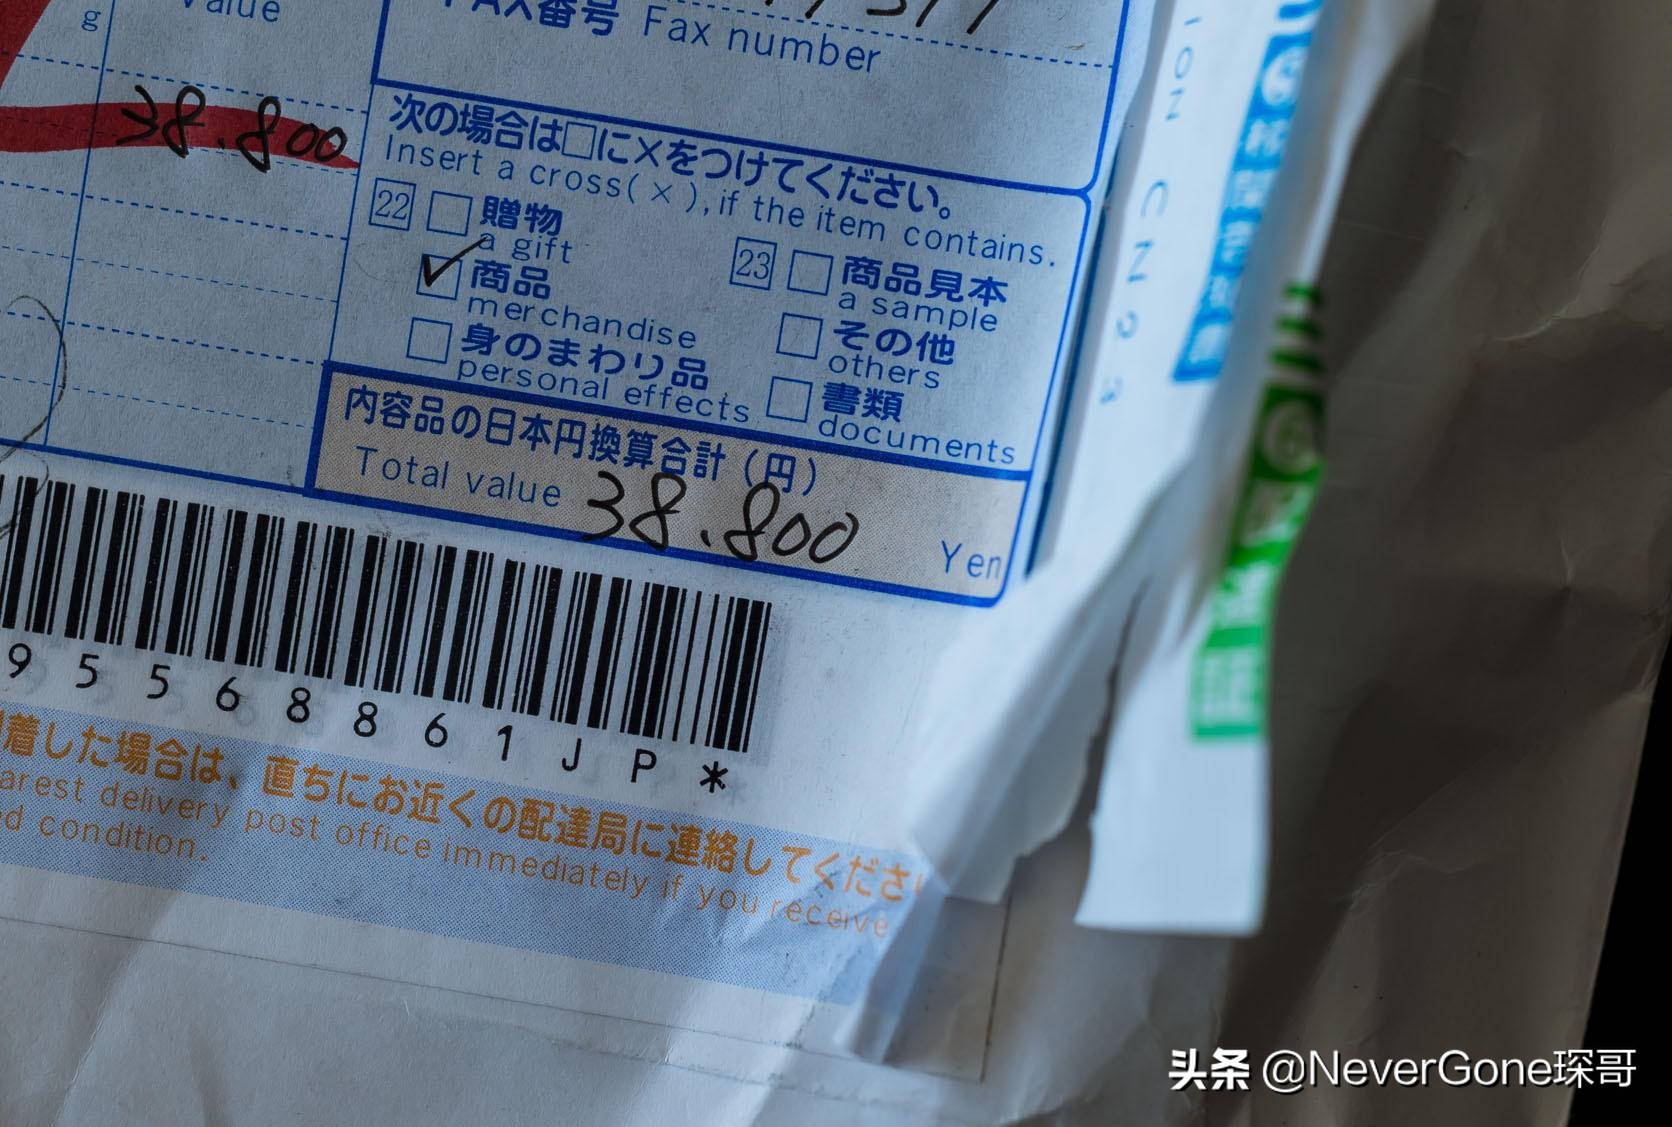 Value
g
FAX番号 Fax number
38.800
次の場合は□に×をつけてください。
Insert a cross(×),if the item contains.
22
贈物
a gift
商品
merchandise
身のまわり品
personal effects
23
商品見本
a sample
その他
others
書類
documents
内容品の日本円換算合計（円）
Total value 38.800 Yen
95568861JP*
着した場合は、直ちにお近くの配達局に連絡してくださ
arest delivery post office immediately if you receive
ed condition.
ION CN23
头条 @NeverGone琛哥